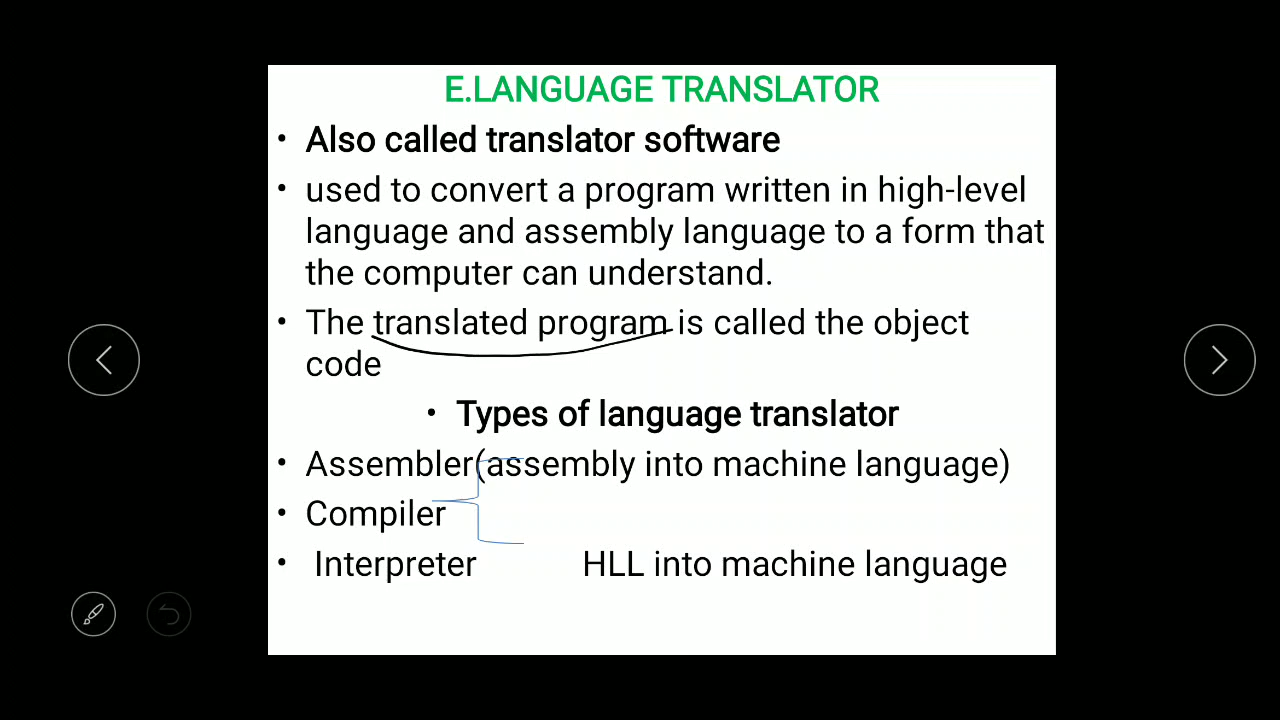 E.LANGUAGE TRANSLATOR
• Also called translator software
• used to convert a program written in high-level
language and assembly language to a form that
the computer can understand.
• The translated program is called the object
code
• Types of language translator
• Assembler(assembly into machine language)
• Compiler
• Interpreter HLL into machine language